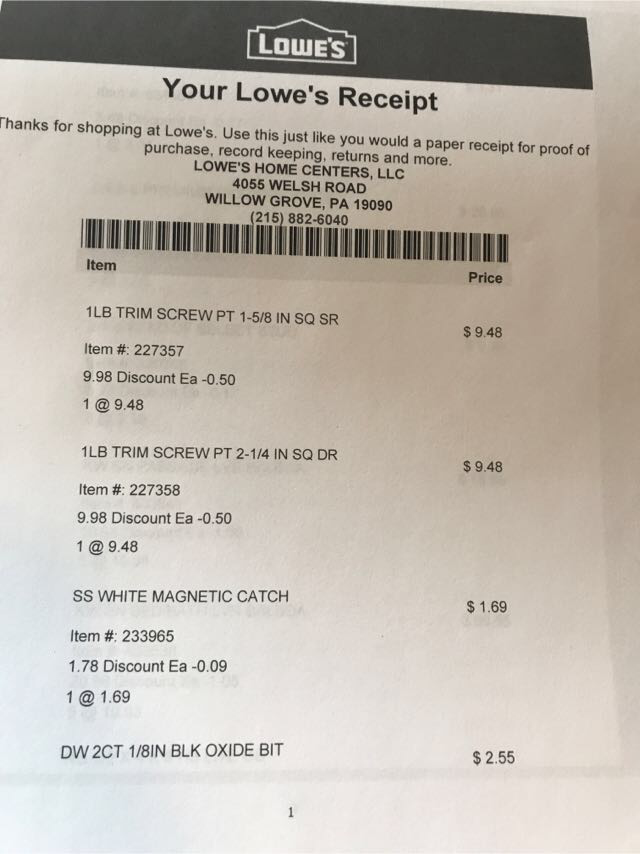 LOWE'S
Your Lowe's Receipt
Thanks for shopping at Lowe's. Use this just like you would a paper receipt for proof of
purchase, record keeping, returns and more.
LOWE'S HOME CENTERS, LLC
4055 WELSH ROAD
WILLOW GROVE, PA 19090
(215) 882-6040
Item Price
1LB TRIM SCREW PT 1-5/8 IN SQ SR $ 9.48
Item #: 227357
9.98 Discount Ea -0.50
1 @ 9.48
1LB TRIM SCREW PT 2-1/4 IN SQ DR $ 9.48
Item #: 227358
9.98 Discount Ea -0.50
1 @ 9.48
SS WHITE MAGNETIC CATCH $ 1.69
Item #: 233965
1.78 Discount Ea -0.09
1 @ 1.69
DW 2CT 1/8IN BLK OXIDE BIT $ 2.55
1